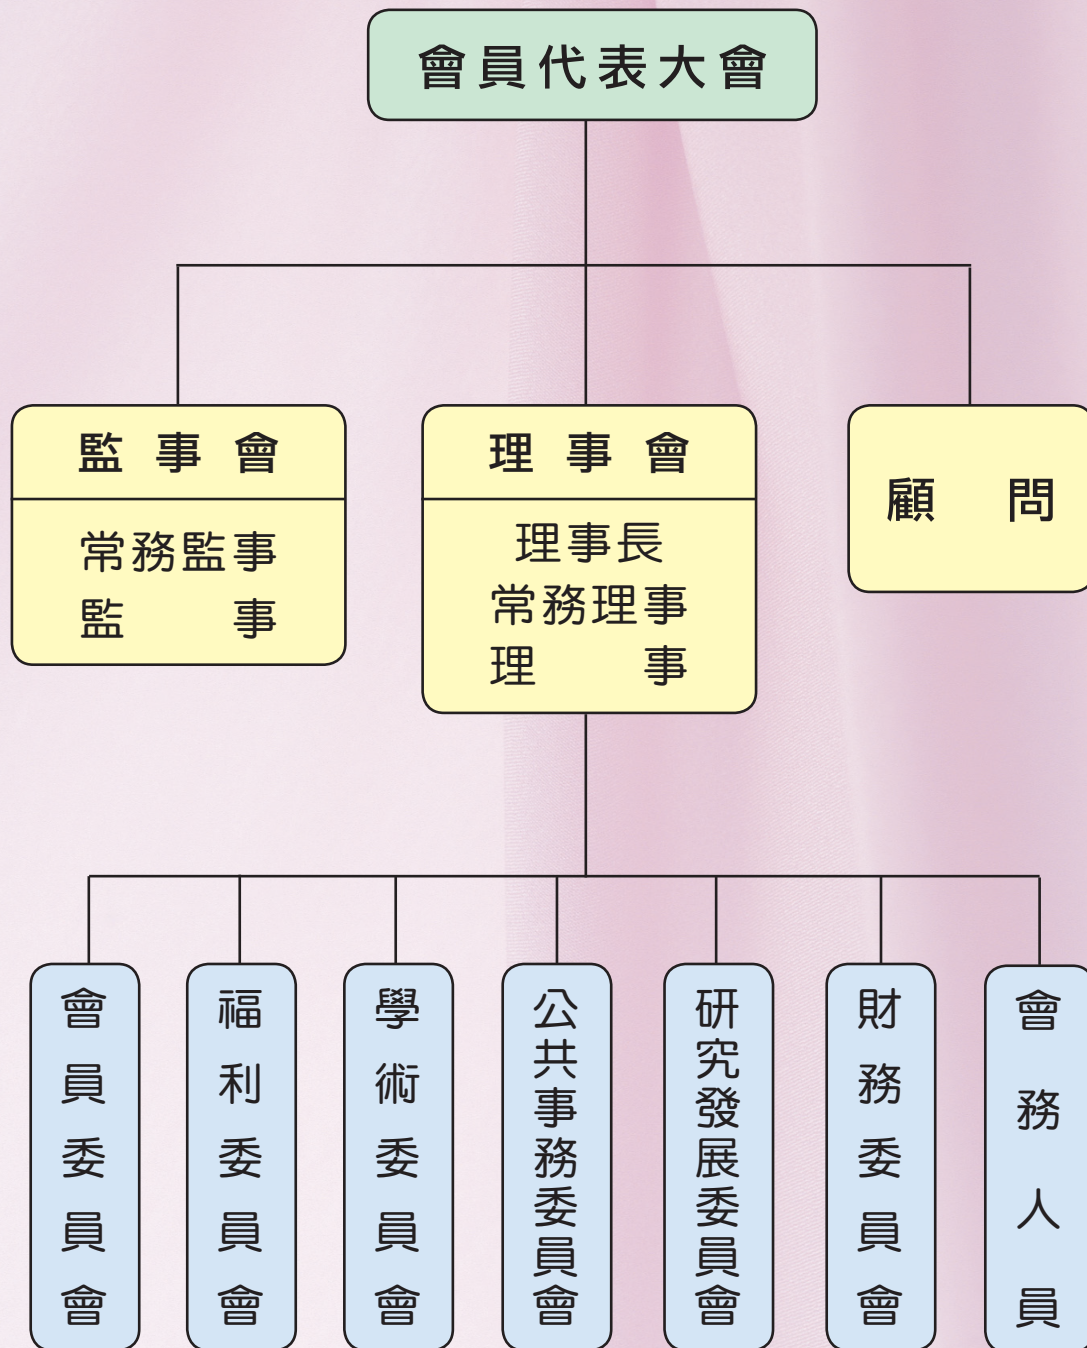 會員代表大會
監事會
常務監事
監事
理事會
理事長
常務理事
理事
顧問
會員委員會
福利委員會
學術委員會
公共事務委員會
研究發展委員會
財務委員會
會務人員